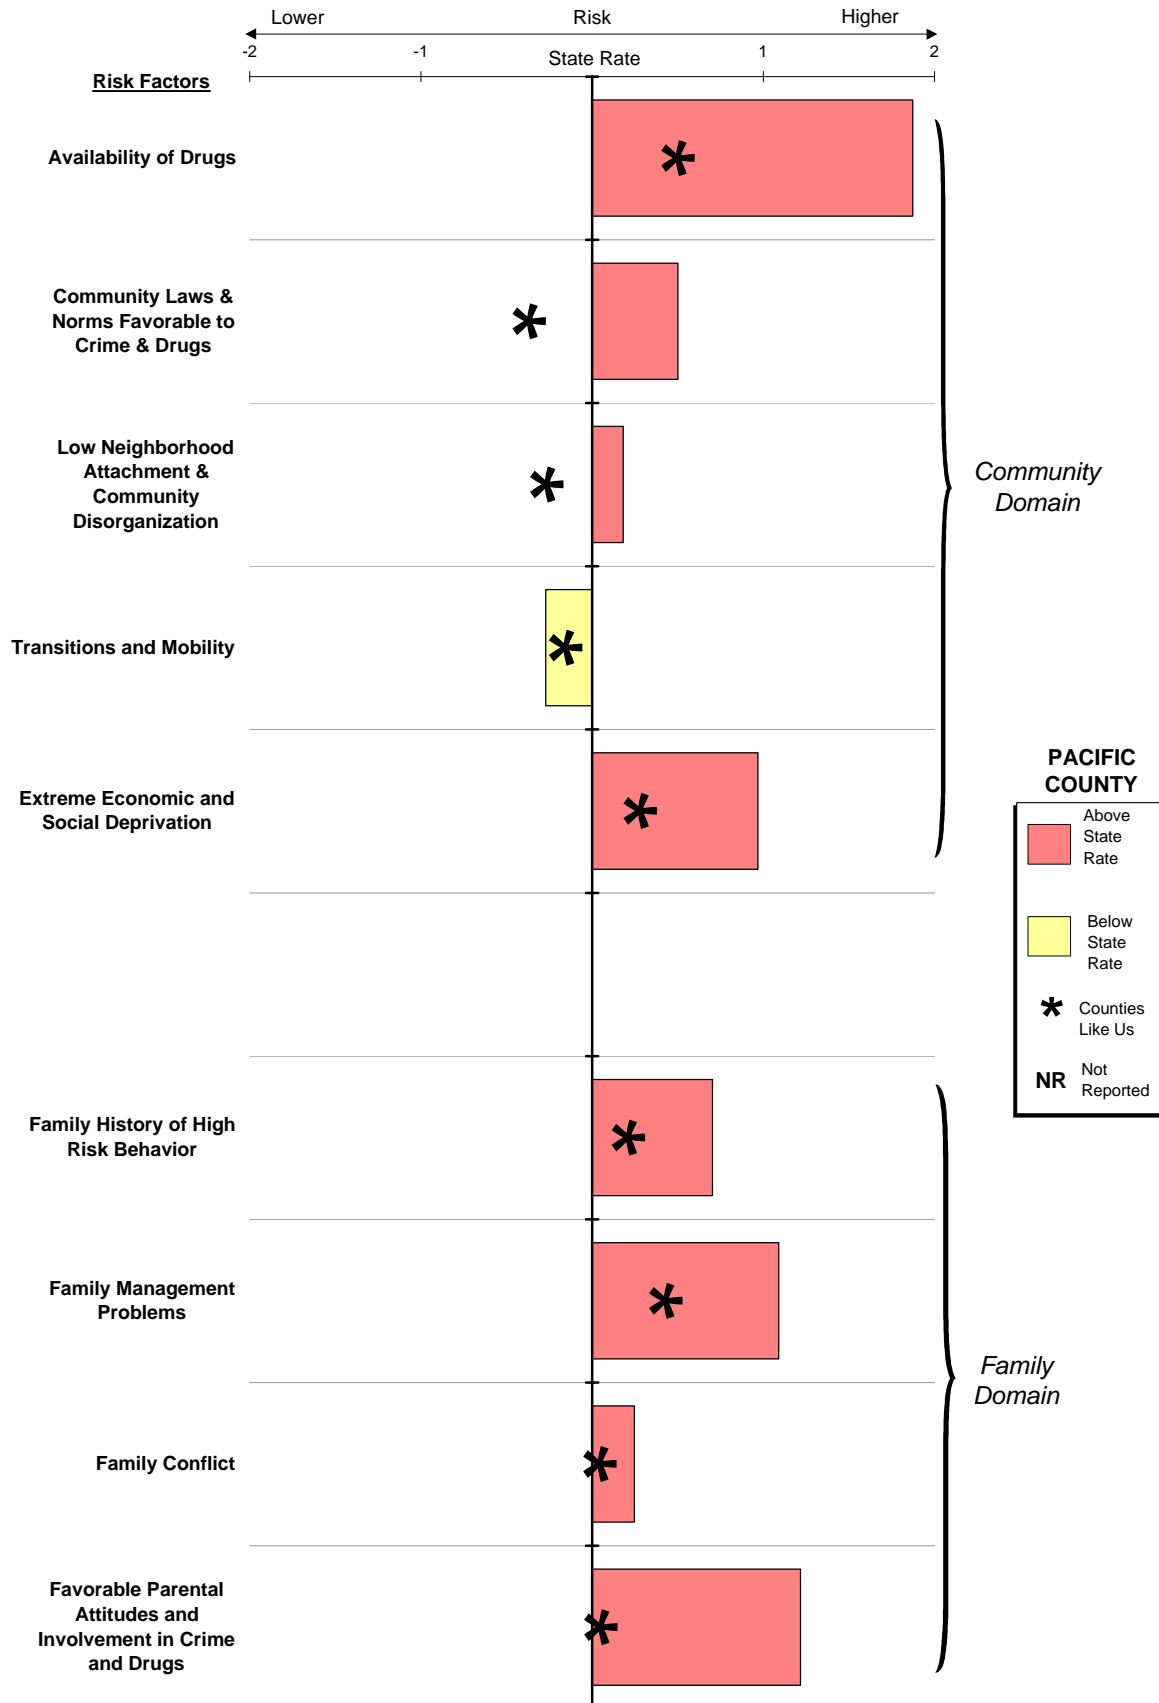 Lower Risk Higher
-2 -1 State Rate 1 2
Risk Factors
Availability of Drugs
Community Laws &
Norms Favorable to
Crime & Drugs
Low Neighborhood
Attachment &
Community
Disorganization
Transitions and Mobility
Extreme Economic and
Social Deprivation
Community
Domain
Family History of High
Risk Behavior
Family Management
Problems
Family Conflict
Favorable Parental
Attitudes and
Involvement in Crime
and Drugs
Family
Domain
PACIFIC
COUNTY
Above
State
Rate
Below
State
Rate
* Counties
Like Us
NR Not
Reported